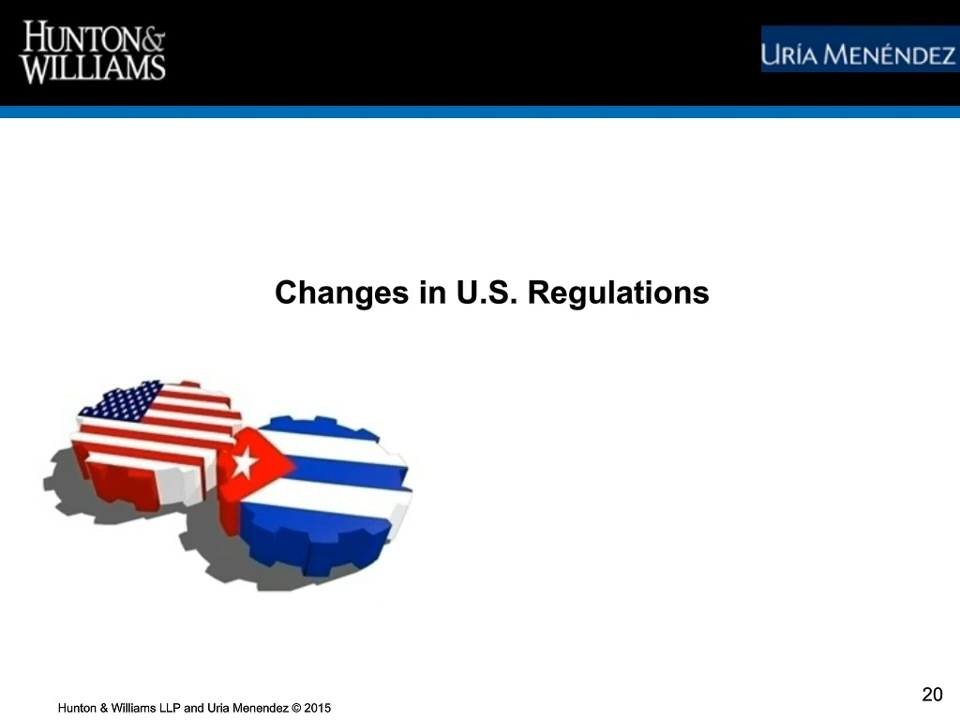 HUNTON&
WILLIAMS
URÍA MENÉNDEZ
Changes in U.S. Regulations
20
Hunton & Williams LLP and Uria Menendez © 2015